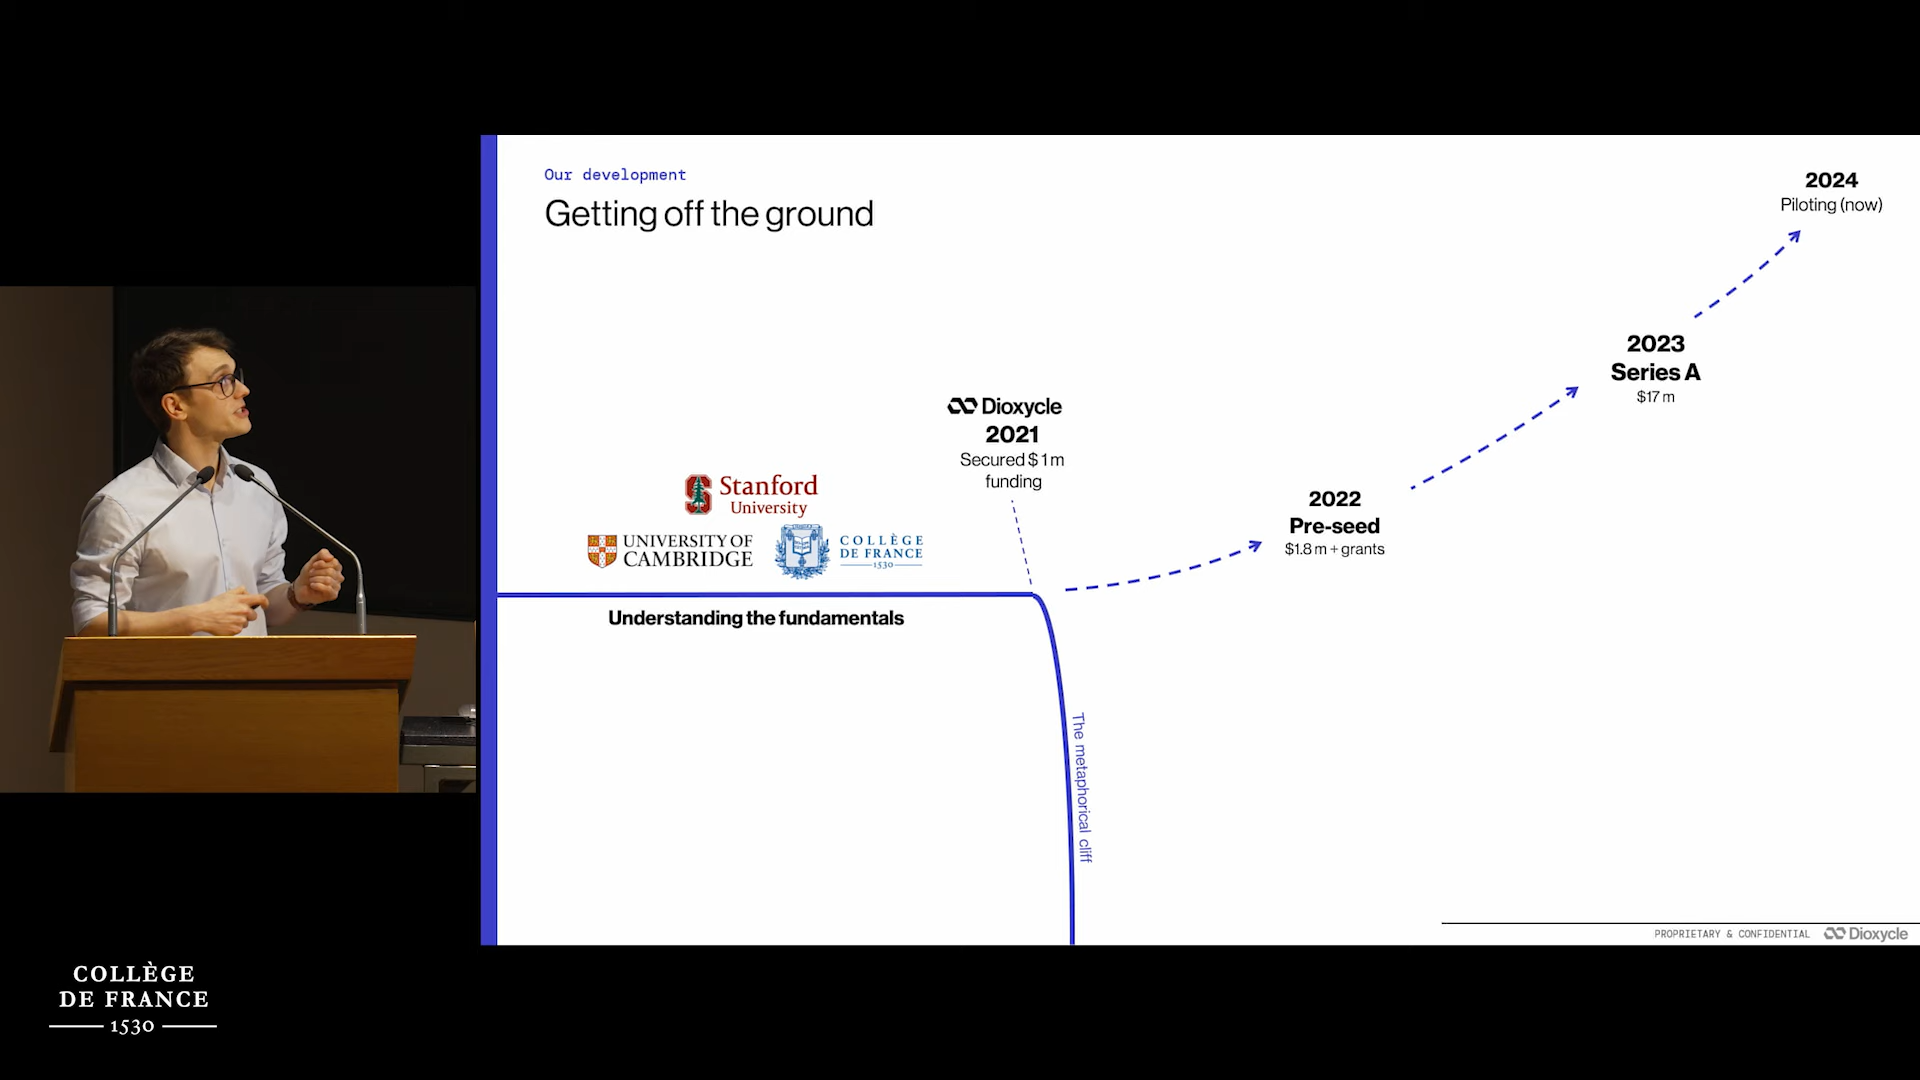 Our development
Getting off the ground
2024
Piloting (now)
2023
Series A
$17 m
Dioxycle
2021
Secured $1m
funding
Stanford
University
UNIVERSITY OF
CAMBRIDGE
COLLÈGE
DE FRANCE
1530
2022
Pre-seed
$1.8 m + grants
Understanding the fundamentals
The metaphorical cliff
PROPRIETARY & CONFIDENTIAL
Dioxycle
COLLÈGE
DE FRANCE
1530